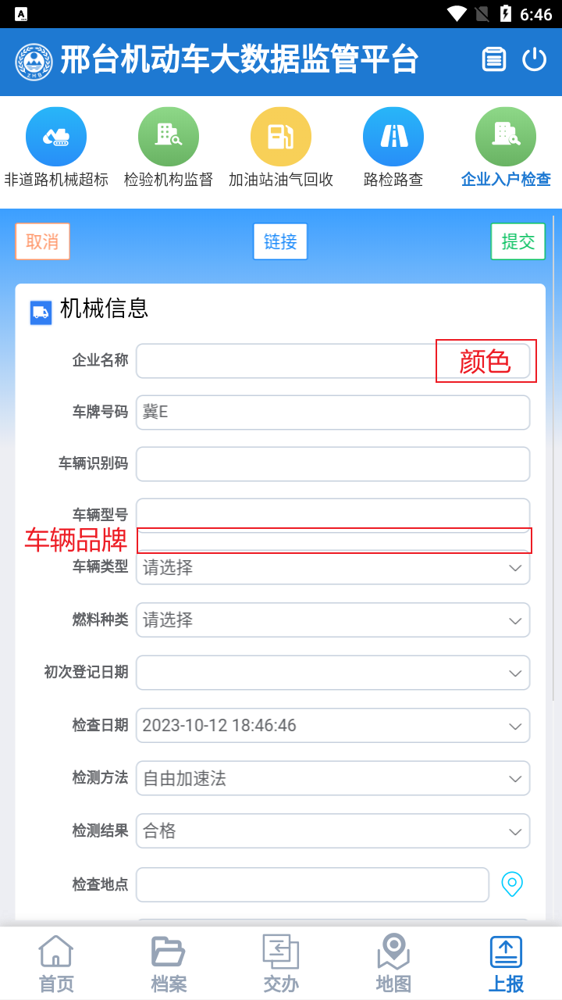 A
6:46
邢台机动车大数据监管平台
ZHB
非道路机械超标
检验机构监督
加油站油气回收
路检路查
企业入户检查
取消
链接
提交
机械信息
企业名称
颜色
车牌号码 冀E
车辆识别码
车辆型号
车辆品牌
车辆类型 请选择
燃料种类 请选择
初次登记日期
检查日期 2023-10-12 18:46:46
检测方法 自由加速法
检测结果 合格
检查地点
首页
档案
交办
地图
上报